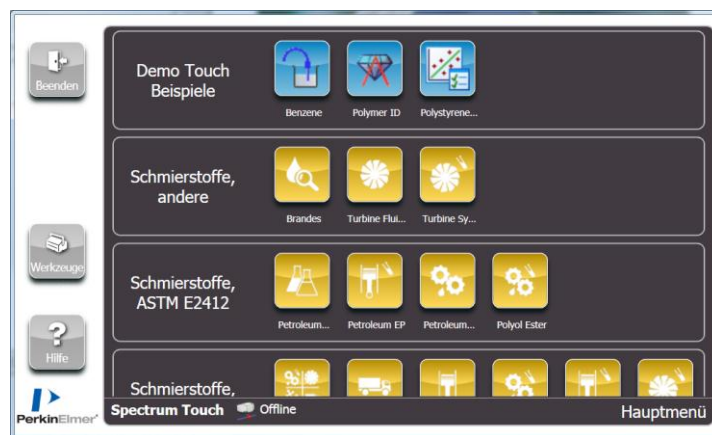 Beenden
Demo Touch
Beispiele
Benzene
Polymer ID
Polystyrene...
Schmierstoffe,
andere
Brandes
Turbine Flui...
Turbine Sy...
Werkzeuge
Schmierstoffe,
ASTM E2412
Petroleum...
Petroleum EP
Petroleum...
Polyol Ester
Hilfe
Schmierstoffe,
PerkinElmer
Spectrum Touch
Offline
Hauptmenü